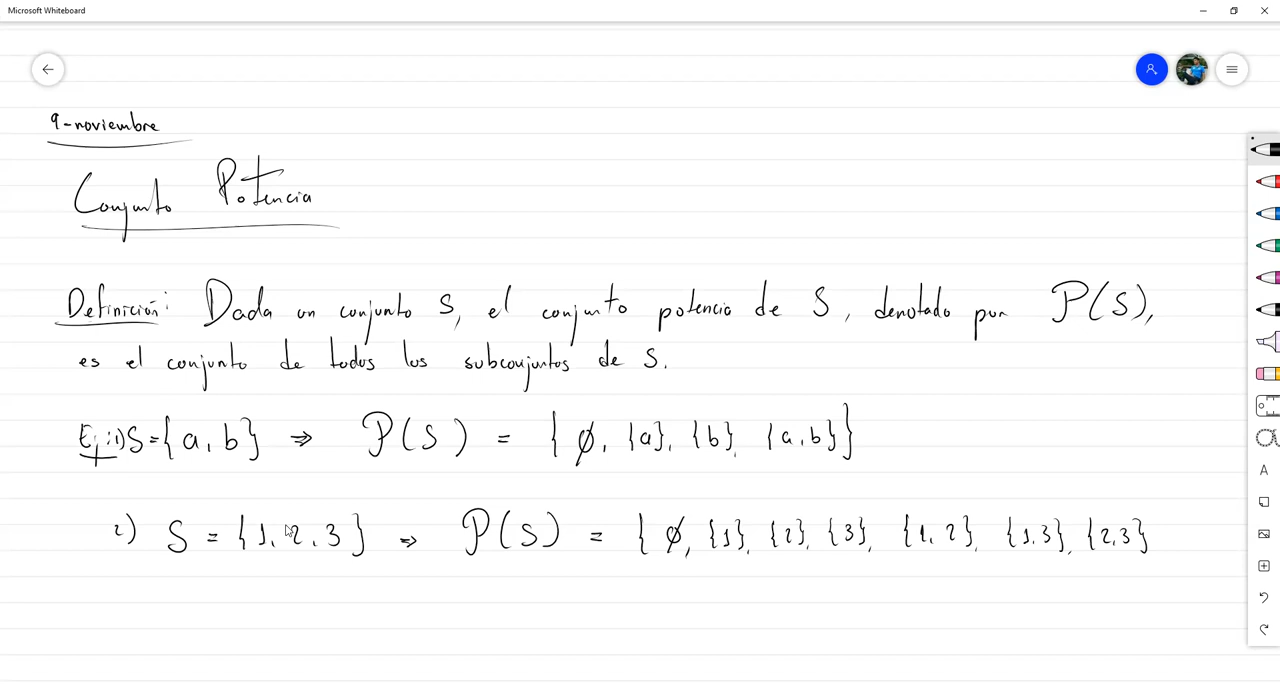 Microsoft Whiteboard
9-noviembre
Conjunto Potencia
Definición: Dada un conjunto S, el conjunto potencia de S, denotado por P(S),
es el conjunto de todos los subconjuntos de S.
Ej: 1) S={a, b} ⇒ P(S) = {∅, {a}, {b}, {a, b}}
2) S = {1, 2, 3} ⇒ P(S) = {∅, {1}, {2}, {3}, {1, 2}, {1, 3}, {2, 3}
A